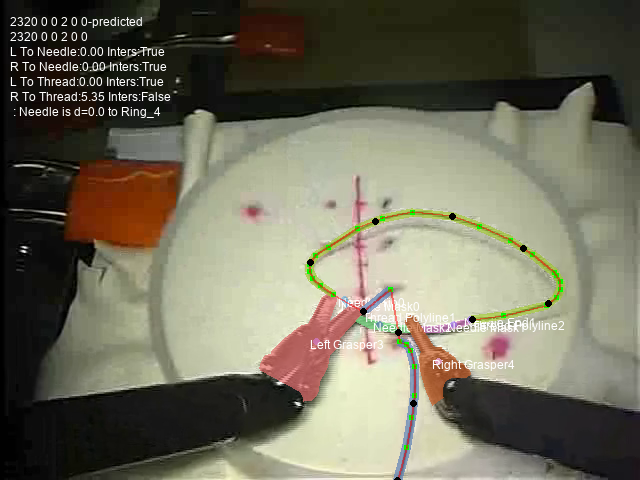 2320 0 0 2 0 0-predicted
2320 0 0 2 0 0
L To Needle:0.00 Inters:True
R To Needle:0.00 Inters:True
L To Thread:0.00 Inters:True
R To Thread:5.35 Inters:False
: Needle is d=0.0 to Ring_4
Left Grasper3
Right Grasper4